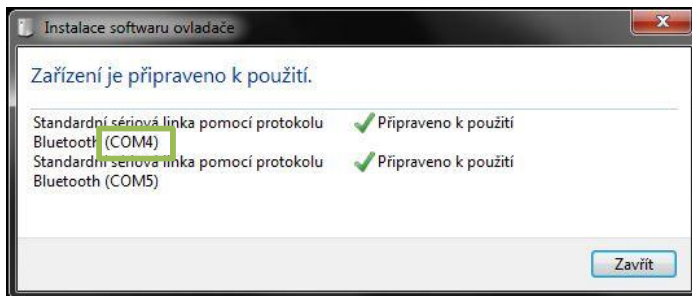 Instalace softwaru ovladače
Zařízení je připraveno k použití.
Standardní sériová linka pomocí protokolu
Bluetooth (COM4)
Připraveno k použití
Standardní sériová linka pomocí protokolu
Bluetooth (COM5)
Připraveno k použití
Zavřít